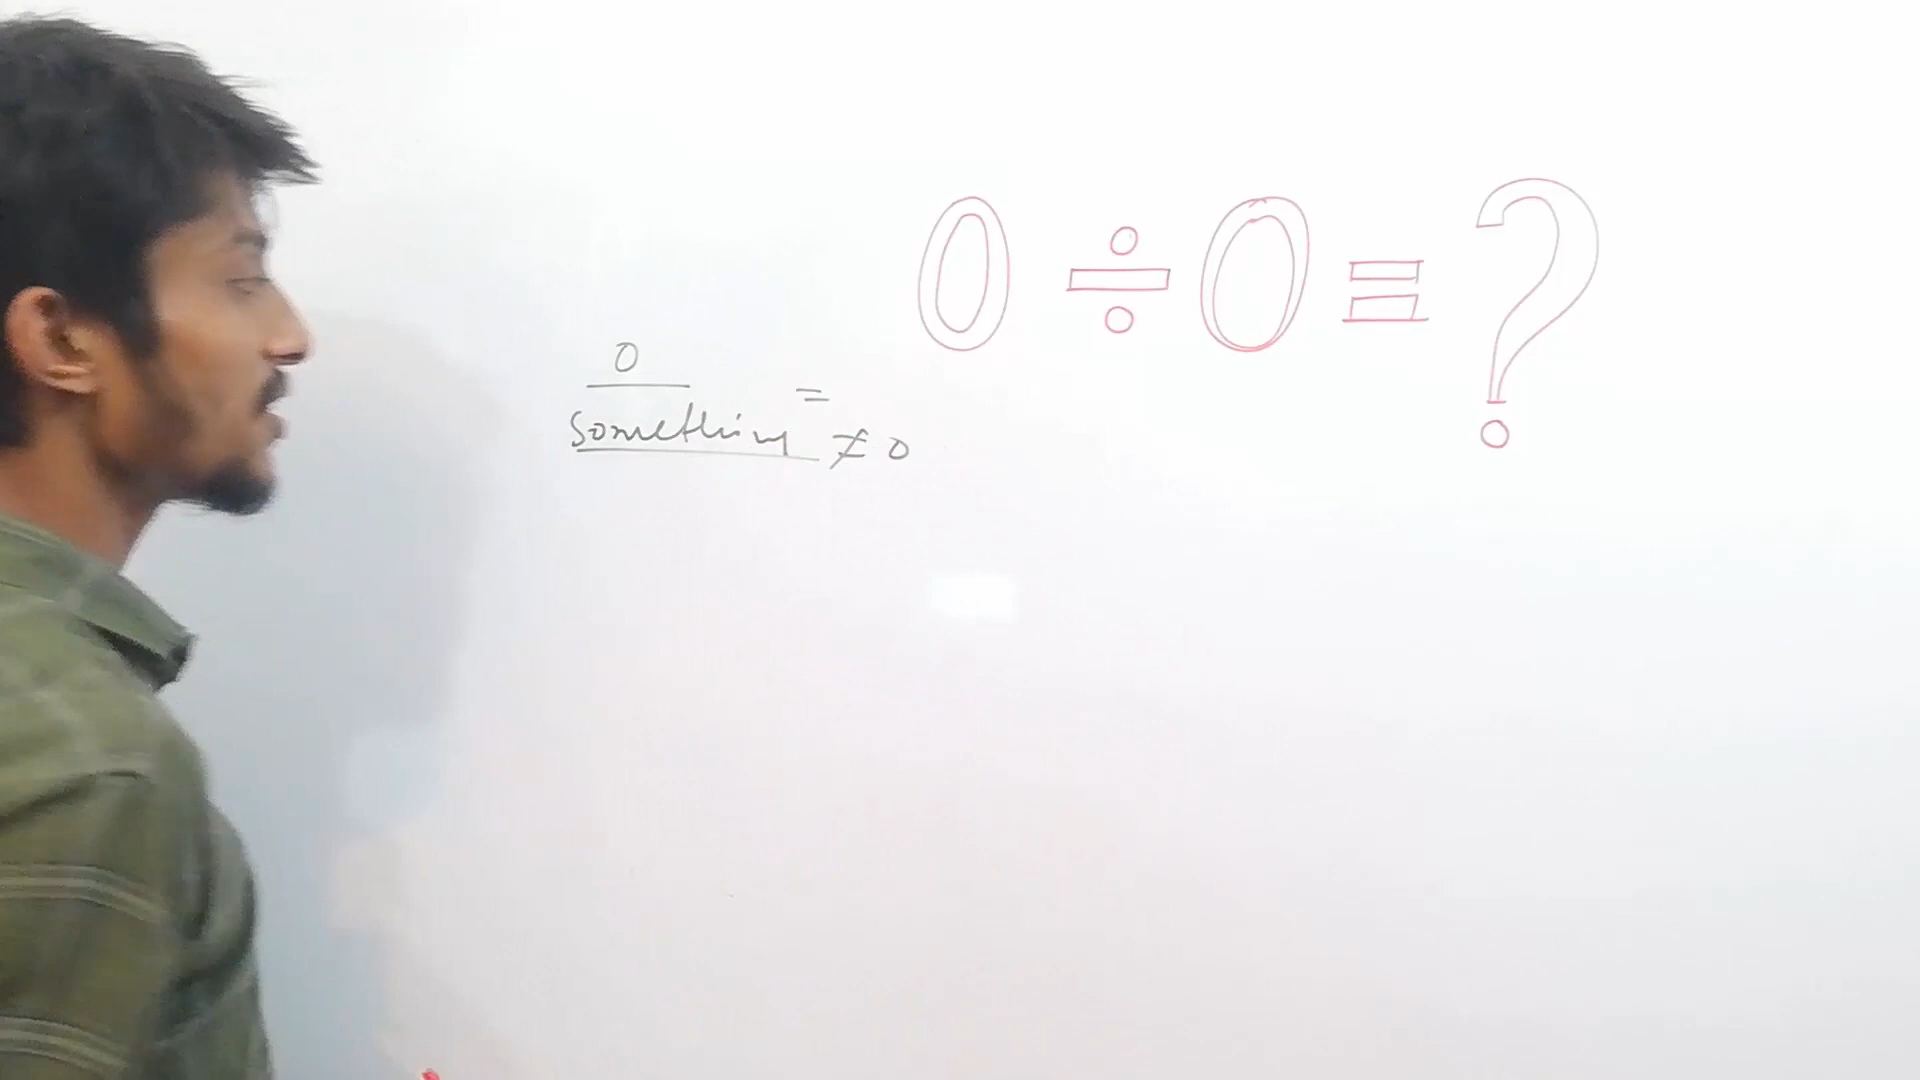 0 ÷ 0 = ?
0
=
something ≠ 0